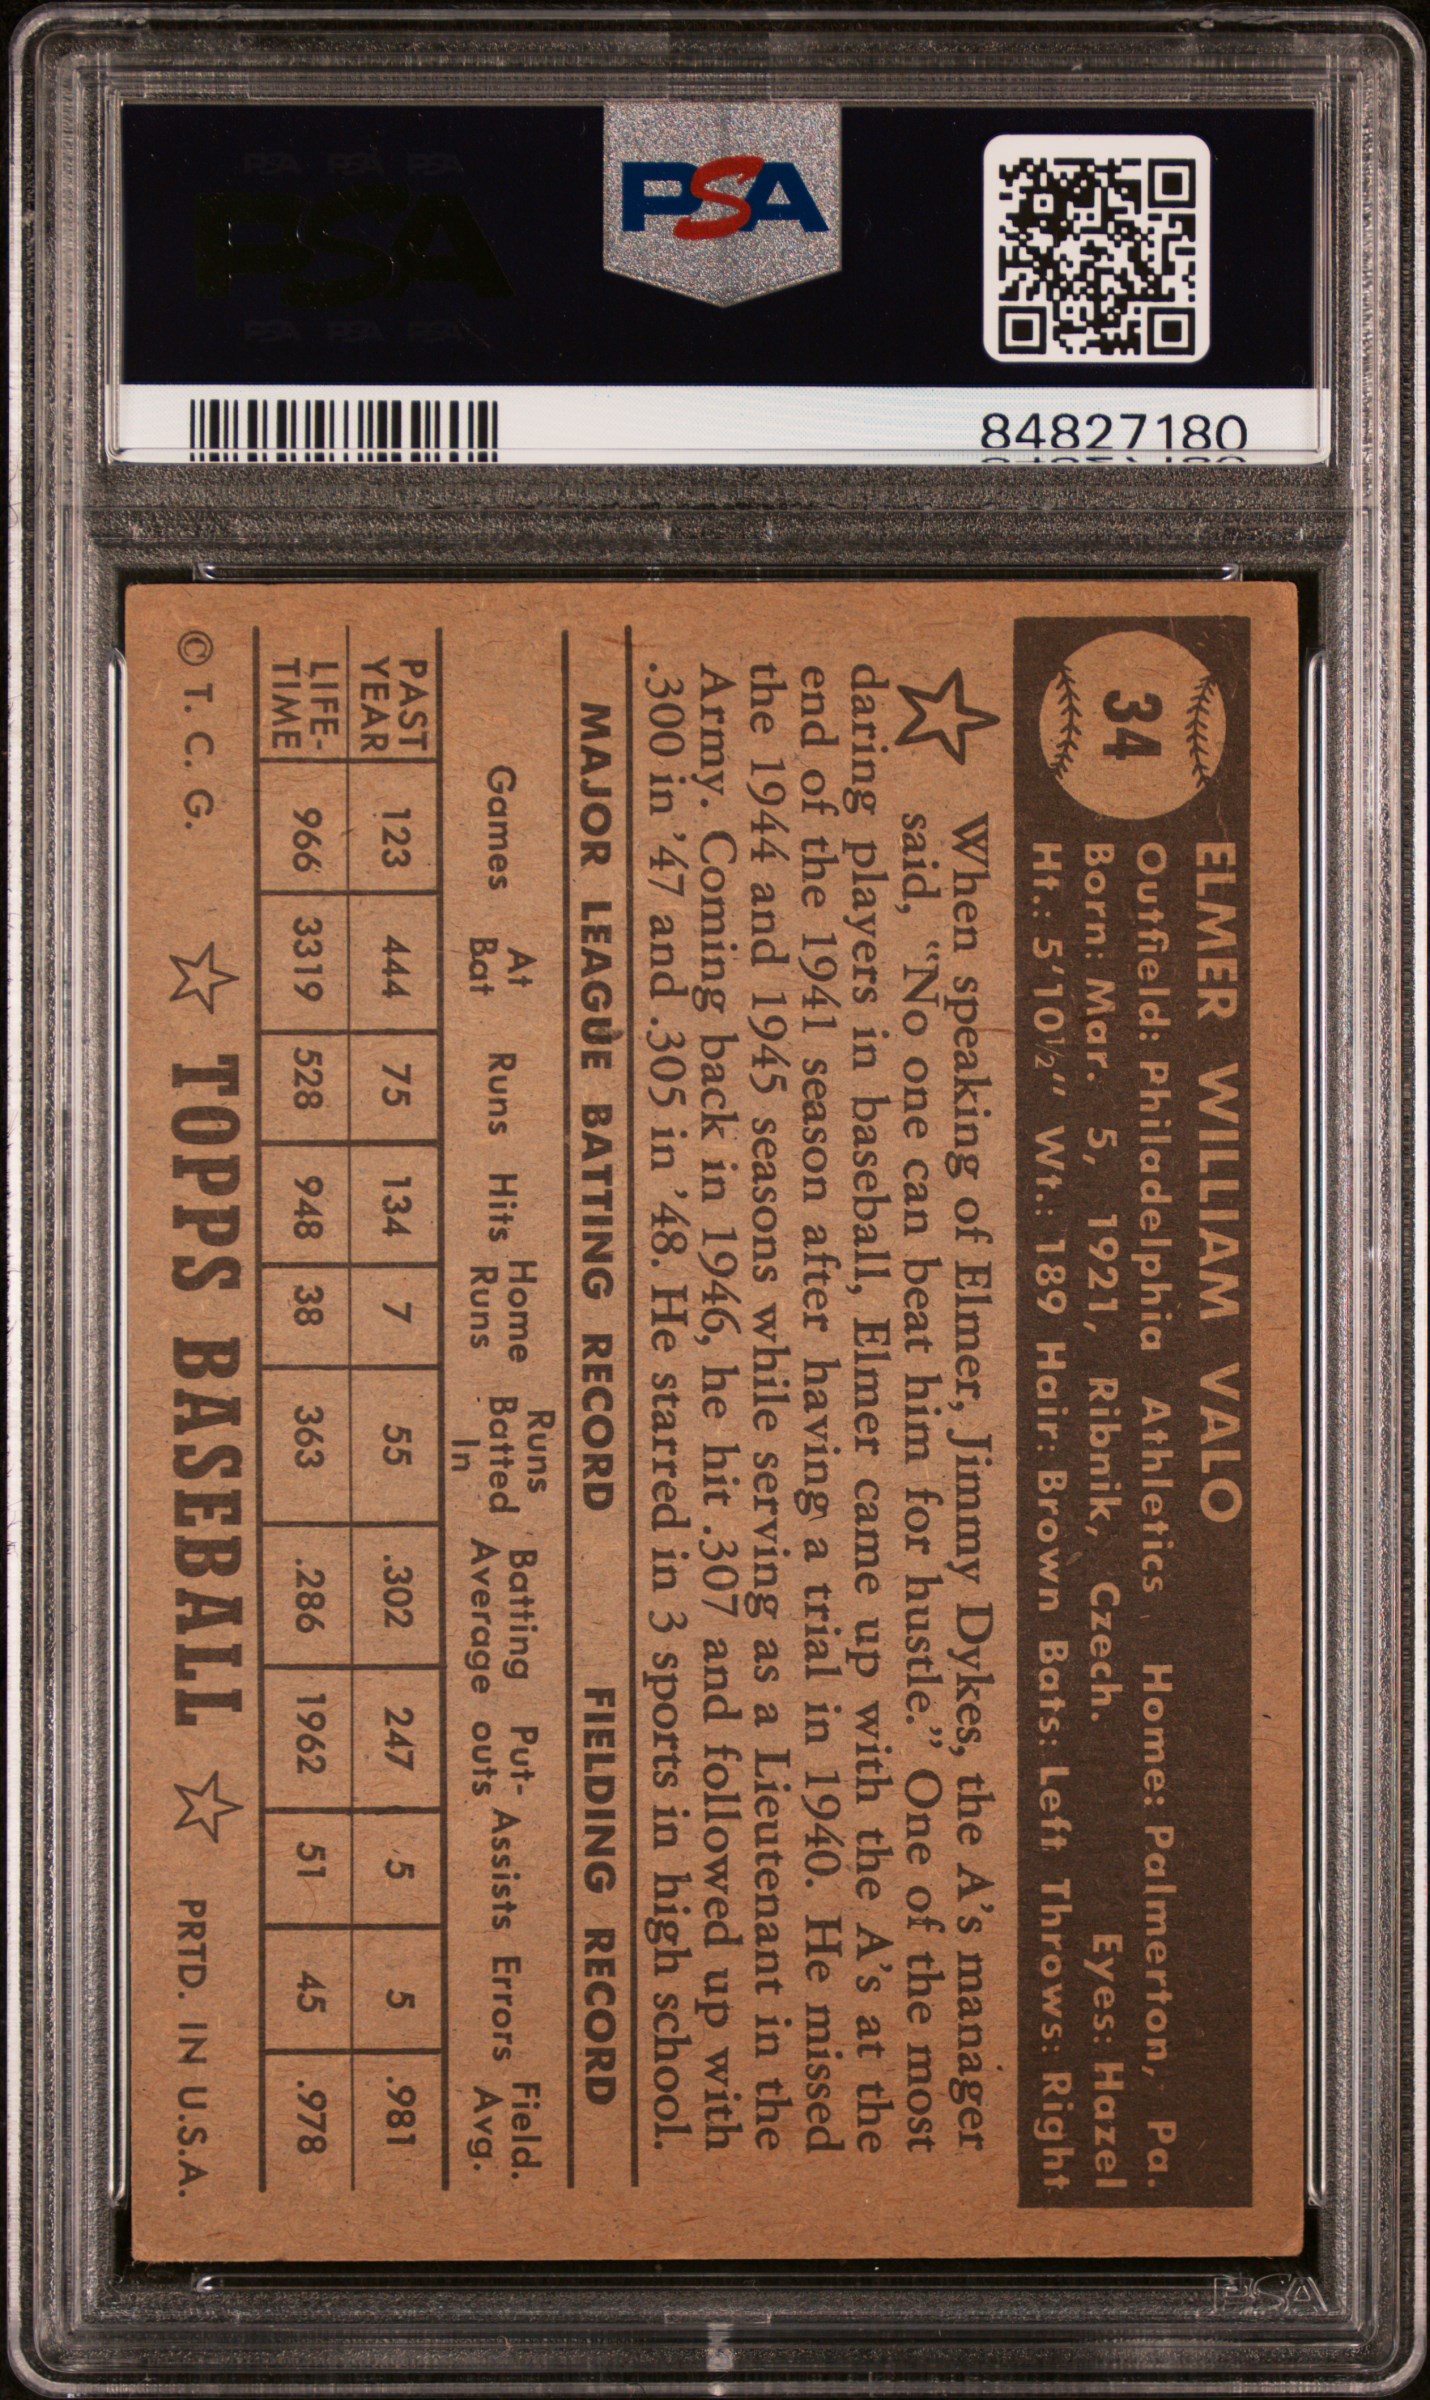 PSA
PSA PSA PSA
PSA
PSA PSA PSA
84827180
34
ELMER WILLIAM VALO
Outfield: Philadelphia Athletics Home: Palmerton, Pa.
Born: Mar. 5, 1921, Ribnik, Czech. Eyes: Hazel
Ht.: 5'10½" Wt.: 189 Hair: Brown Bats: Left Throws: Right
When speaking of Elmer, Jimmy Dykes, the A's manager
said, "No one can beat him for hustle." One of the most
daring players in baseball, Elmer came up with the A's at the
end of the 1941 season after having a trial in 1940. He missed
the 1944 and 1945 seasons while serving as a Lieutenant in the
Army. Coming back in 1946, he hit .307 and followed up with
.300 in '47 and .305 in '48. He starred in 3 sports in high school.
MAJOR LEAGUE BATTING RECORD FIELDING RECORD
Games At Bat Runs Hits Home Runs Runs Batted In Batting Average Put-outs Assists Errors Field. Avg.
PAST YEAR 123 444 75 134 7 55 .302 247 5 5 .981
LIFE-TIME 966 3319 528 948 38 363 .286 1962 51 45 .978
© T. C. G. TOPPS BASEBALL PRTD. IN U.S.A.
PSA